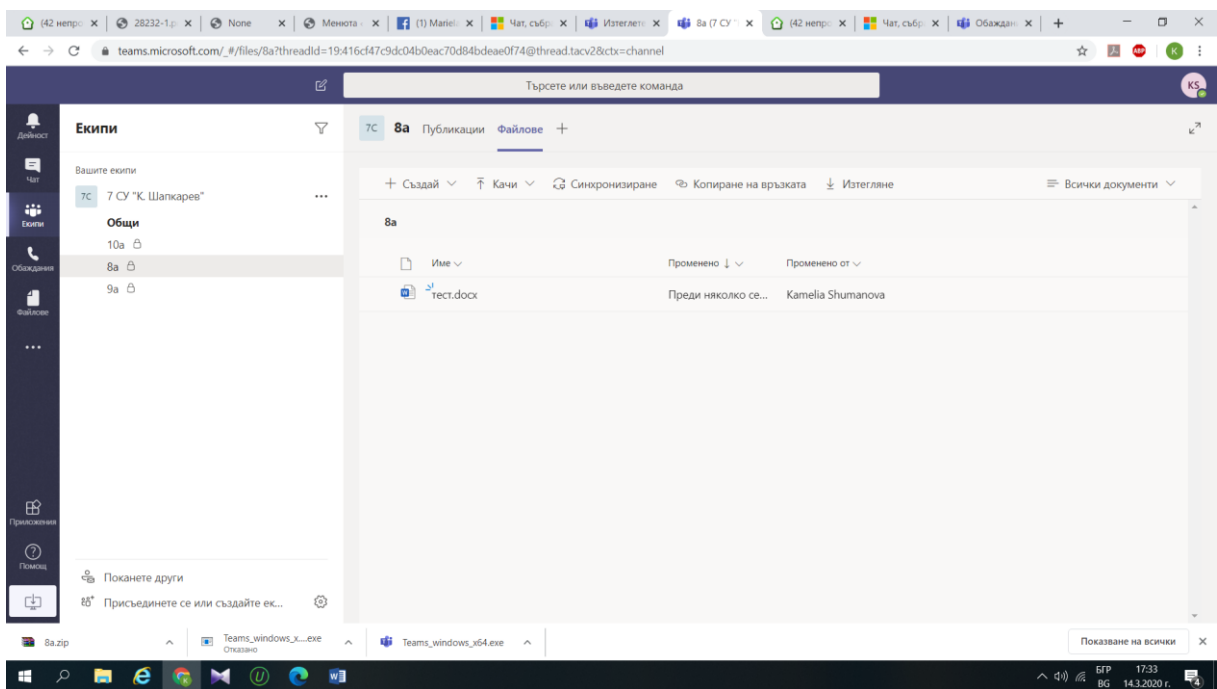 (42 непро
28232-1.p
None
Менюта
(1) Mariel
Чат, събр
Изтеглете
8a (7 СУ "
(42 непро
Чат, събр
Обаждан
teams.microsoft.com/_#/files/8a?threadId=19:416cf47c9dc04b0eac70d84bdeae0f74@thread.tacv2&ctx=channel
ABP
K
Търсете или въведете команда
KS
Дейност
Чат
Екипи
Обаждания
Файлове
Приложения
Помощ
Екипи
Вашите екипи
7С 7 СУ "К. Шапкарев"
Общи
10а
8а
9а
Поканете други
Присъединете се или създайте ек...
7С 8а Публикации Файлове
Създай Качи Синхронизиране Копиране на връзката Изтегляне Всички документи
8а
Име Променено Променено от
тест.docx Преди няколко се... Kamelia Shumanova
8a.zip
Teams_windows_x....exe
Отказано
Teams_windows_x64.exe
Показване на всички
БГР 17:33
BG 14.3.2020 г.
4